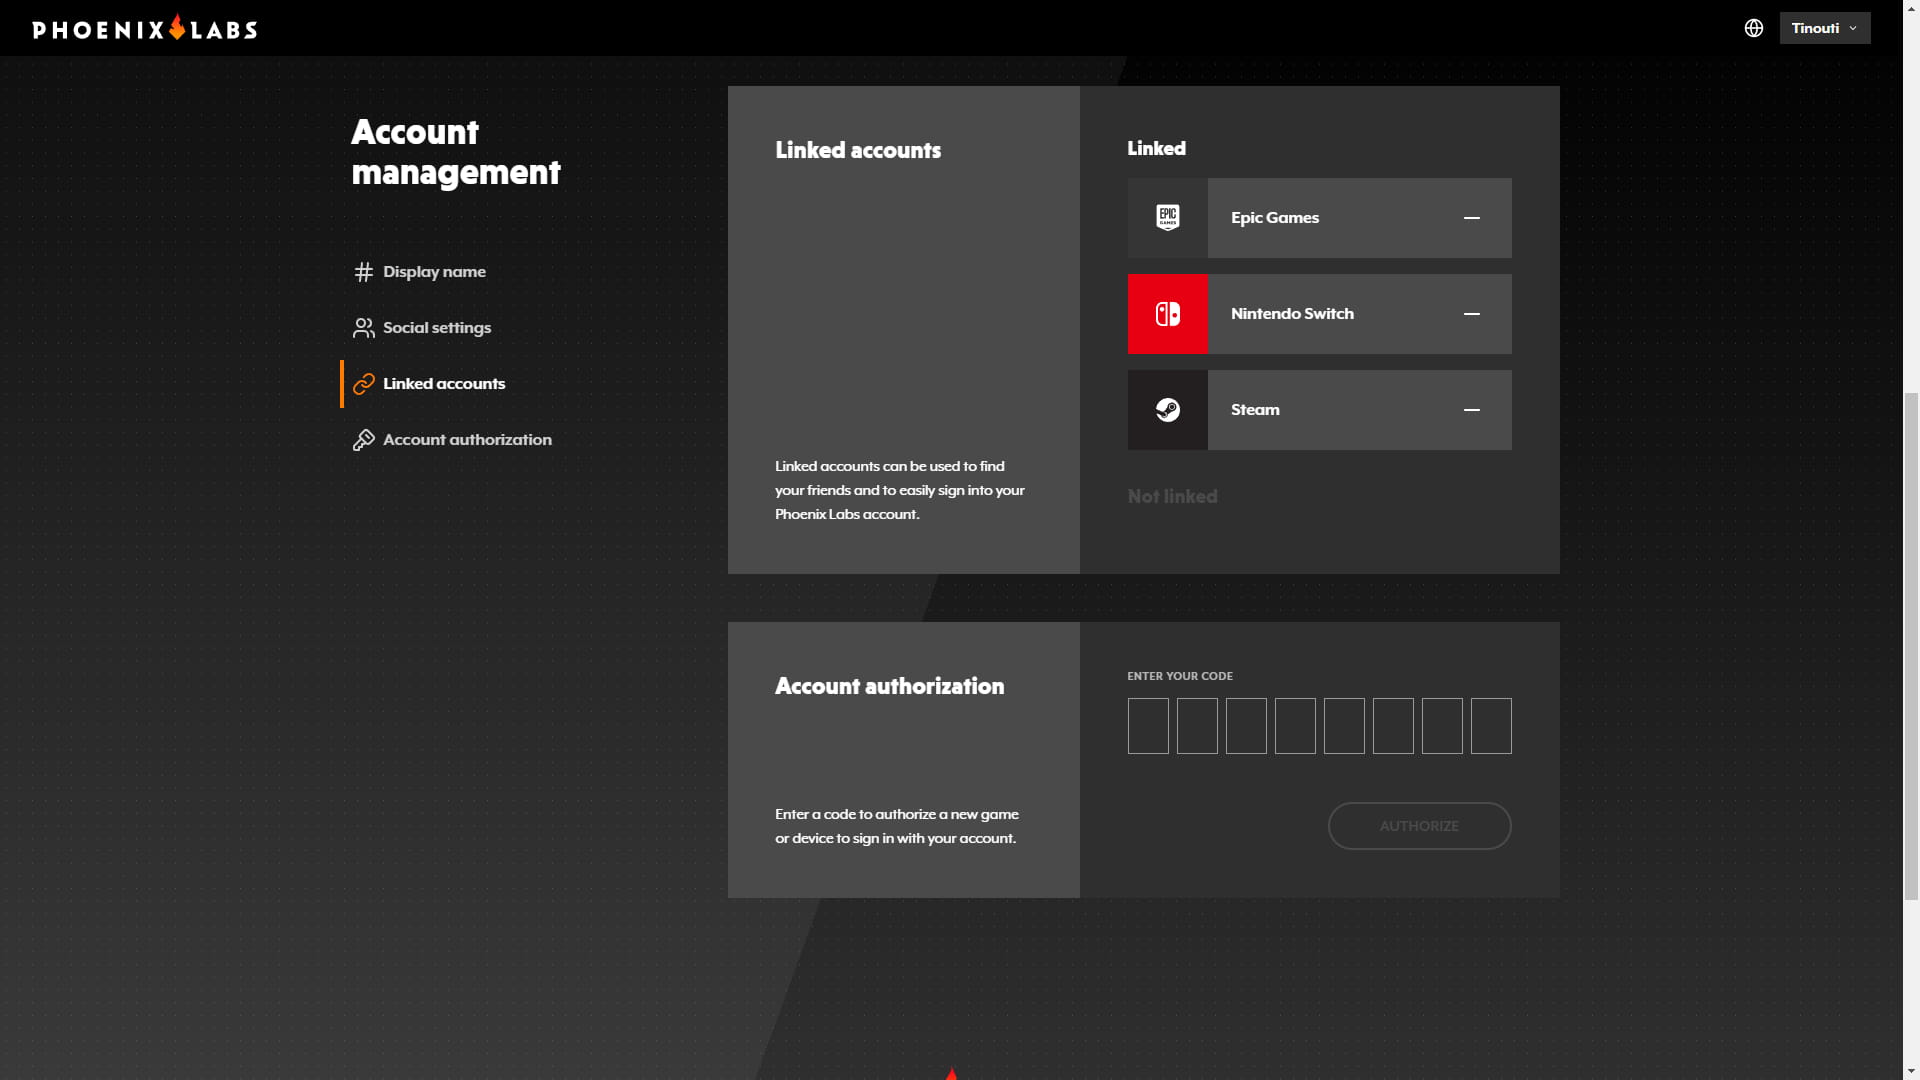 PHOENIX LABS
Tinouti
Account
management
Display name
Social settings
Linked accounts
Account authorization
Linked accounts
Linked accounts can be used to find
your friends and to easily sign into your
Phoenix Labs account.
Linked
EPIC
GAMES
Epic Games
Nintendo Switch
Steam
Not linked
Account authorization
Enter a code to authorize a new game
or device to sign in with your account.
ENTER YOUR CODE
AUTHORIZE